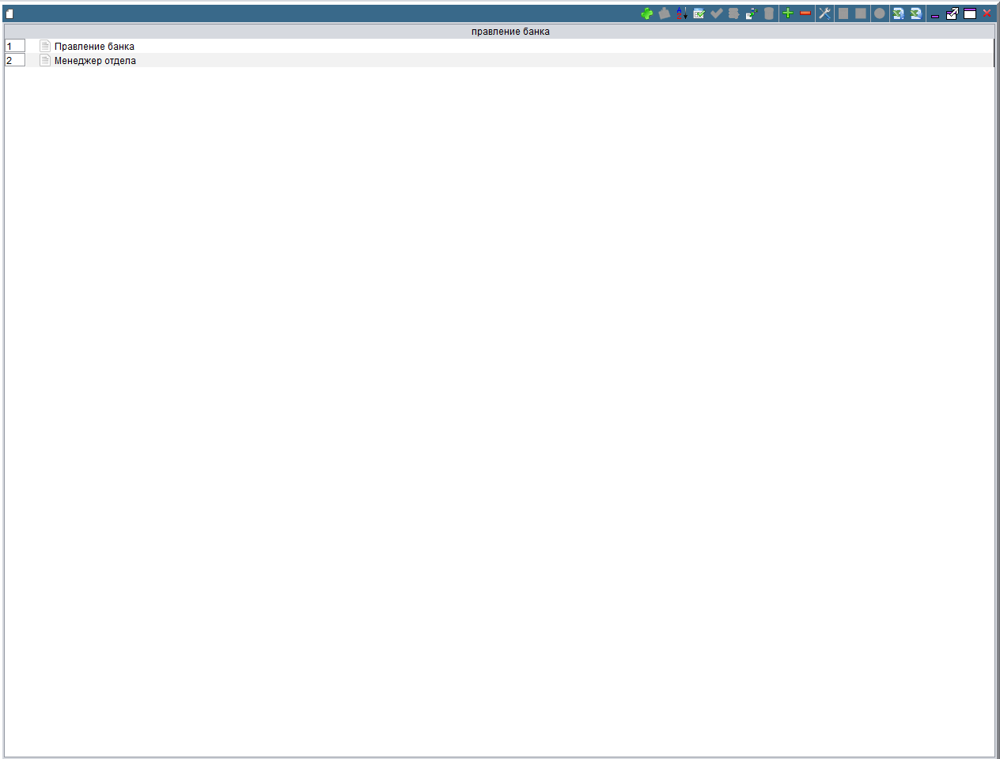 правление банка
1 Правление банка
2 Менеджер отдела